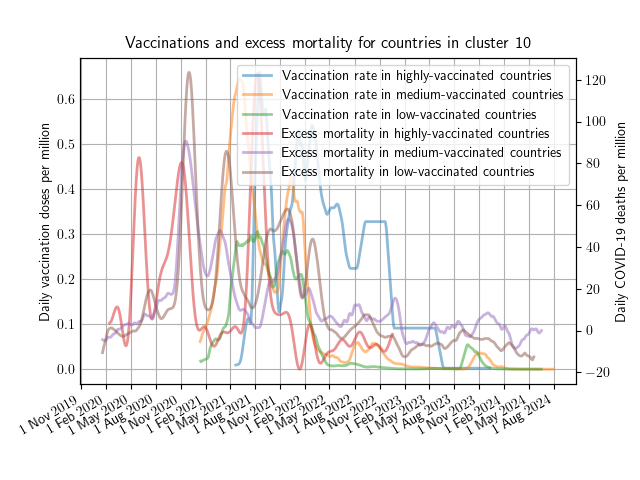 Vaccinations and excess mortality for countries in cluster 10
Vaccination rate in highly-vaccinated countries
Vaccination rate in medium-vaccinated countries
Vaccination rate in low-vaccinated countries
Excess mortality in highly-vaccinated countries
Excess mortality in medium-vaccinated countries
Excess mortality in low-vaccinated countries
Daily vaccination doses per million
0.6
0.5
0.4
0.3
0.2
0.1
0.0
120
100
80
60
40
20
0
−20
Daily COVID-19 deaths per million
1 Nov 2019
1 Feb 2020
1 May 2020
1 Aug 2020
1 Nov 2020
1 Feb 2021
1 May 2021
1 Aug 2021
1 Nov 2021
1 Feb 2022
1 May 2022
1 Aug 2022
1 Nov 2022
1 Feb 2023
1 May 2023
1 Aug 2023
1 Nov 2023
1 Feb 2024
1 May 2024
1 Aug 2024